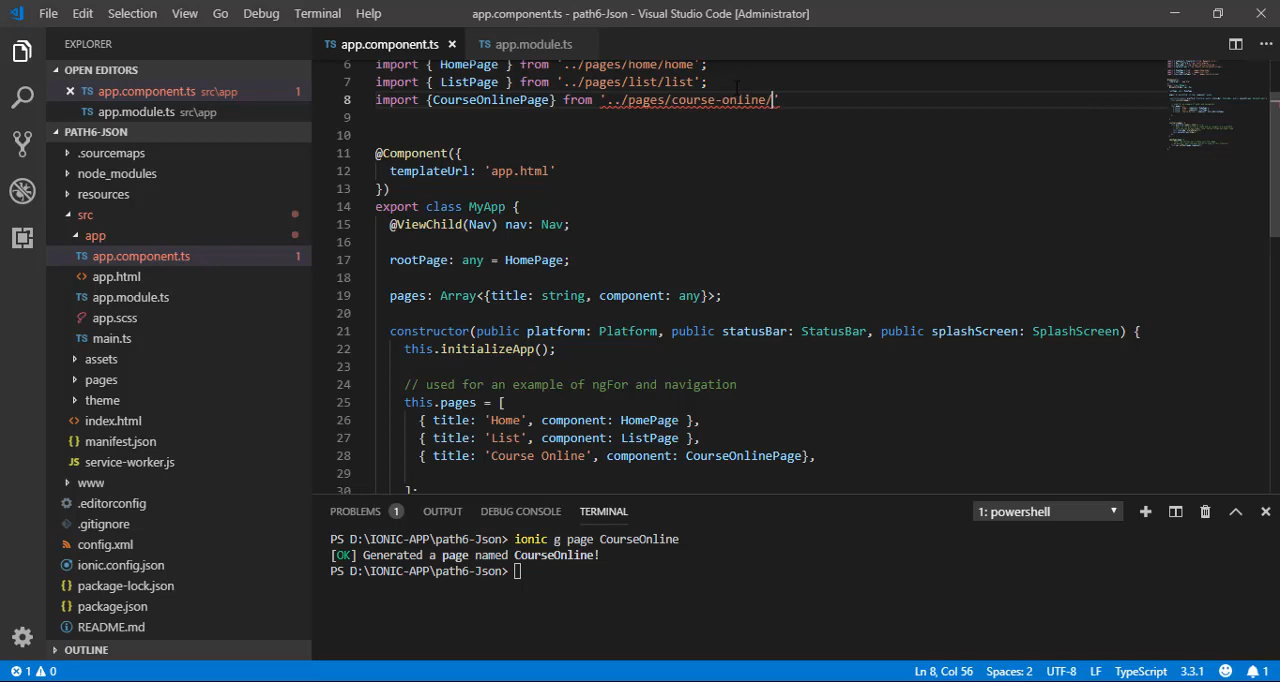 File Edit Selection View Go Debug Terminal Help
app.component.ts - path6-Json - Visual Studio Code [Administrator]
EXPLORER
OPEN EDITORS
TS app.component.ts src\app 1
TS app.module.ts src\app
PATH6-JSON
.sourcemaps
node_modules
resources
src
app
TS app.component.ts 1
<> app.html
TS app.module.ts
app.scss
TS main.ts
assets
pages
theme
<> index.html
{} manifest.json
JS service-worker.js
www
.editorconfig
.gitignore
config.xml
ionic.config.json
{} package-lock.json
{} package.json
README.md
OUTLINE
TS app.component.ts
TS app.module.ts
6 import { HomePage } from '../pages/home/home';
7 import { ListPage } from '../pages/list/list';
8 import {CourseOnlinePage} from '../pages/course-online/'
9
10
11 @Component({
12 templateUrl: 'app.html'
13 })
14 export class MyApp {
15 @ViewChild(Nav) nav: Nav;
16
17 rootPage: any = HomePage;
18
19 pages: Array<{title: string, component: any}>;
20
21 constructor(public platform: Platform, public statusBar: StatusBar, public splashScreen: SplashScreen) {
22 this.initializeApp();
23
24 // used for an example of ngFor and navigation
25 this.pages = [
26 { title: 'Home', component: HomePage },
27 { title: 'List', component: ListPage },
28 { title: 'Course Online', component: CourseOnlinePage},
29
30 ];
PROBLEMS 1 OUTPUT DEBUG CONSOLE TERMINAL 1: powershell
PS D:\IONIC-APP\path6-Json> ionic g page CourseOnline
[OK] Generated a page named CourseOnline!
PS D:\IONIC-APP\path6-Json>
1 0 Ln 8, Col 56 Spaces: 2 UTF-8 LF TypeScript 3.3.1 1